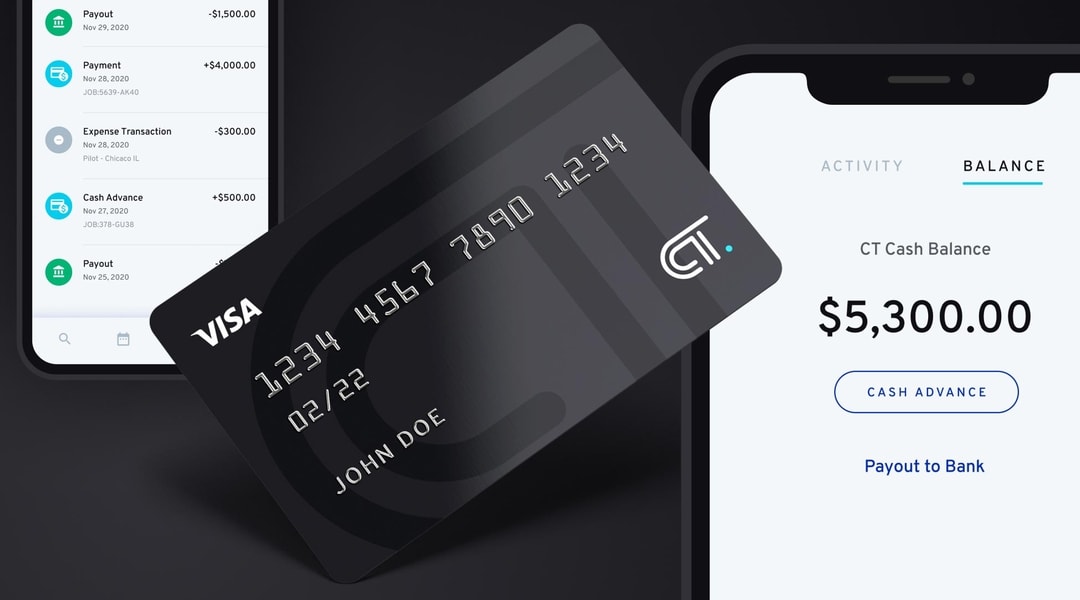 Payout
-$1,500.00
Nov 29, 2020
Payment
+$4,000.00
Nov 28, 2020
JOB:5639-AK40
Expense Transaction
-$300.00
Nov 28, 2020
Pilot - Chicaco IL
Cash Advance
+$500.00
Nov 27, 2020
JOB:378-GU38
Payout
Nov 25, 2020
VISA
1234 4567 7890 1234
02/22
JOHN DOE
CT.
ACTIVITY
BALANCE
CT Cash Balance
$5,300.00
CASH ADVANCE
Payout to Bank